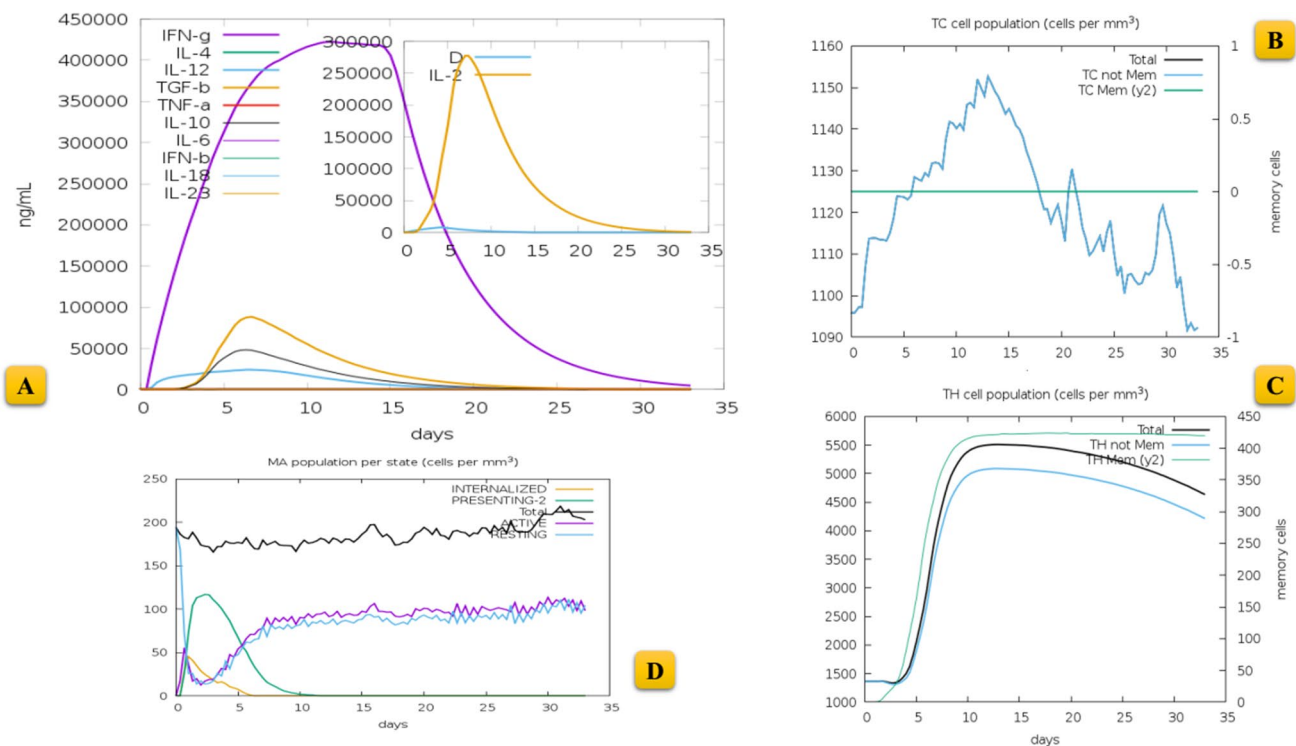 450000
400000
350000
300000
250000
200000
150000
100000
50000
0
ng/mL
IFN-g
IL-4
IL-12
TGF-b
TNF-a
IL-10
IL-6
IFN-b
IL-18
IL-23
300000
250000
200000
150000
100000
50000
0
D
IL-2
0 5 10 15 20 25 30 35
0 5 10 15 20 25 30 35
days
A
TC cell population (cells per mm³)
B
1160
1150
1140
1130
1120
1110
1100
1090
Total
TC not Mem
TC Mem (y2)
1
0.5
0
-0.5
-1
memory cells
0 5 10 15 20 25 30 35
TH cell population (cells per mm³)
C
6000
5500
5000
4500
4000
3500
3000
2500
2000
1500
1000
Total
TH not Mem
TH Mem (y2)
450
400
350
300
250
200
150
100
50
0
memory cells
0 5 10 15 20 25 30 35
days
MA population per state (cells per mm³)
250
200
150
100
50
0
INTERNALIZED
PRESENTING-2
Total
ACTIVE
RESTING
0 5 10 15 20 25 30 35
days
D